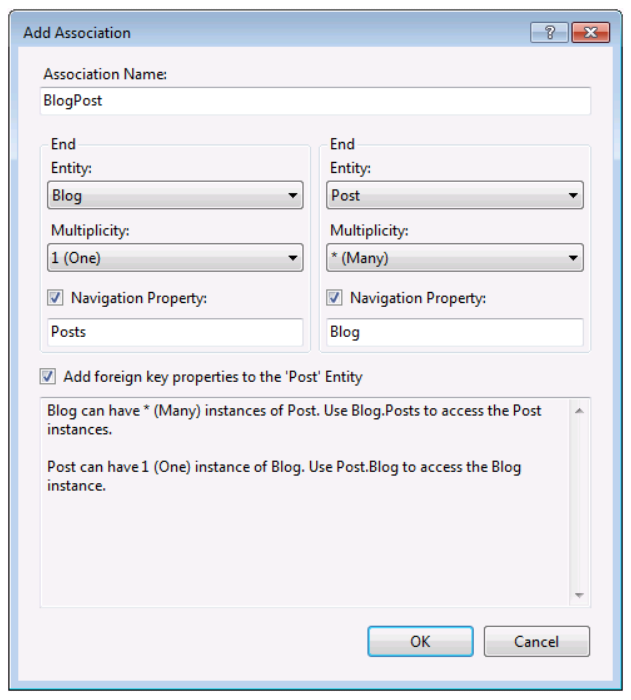 Add Association
?
Association Name:
BlogPost
End
End
Entity:
Entity:
Blog
Post
Multiplicity:
Multiplicity:
1 (One)
* (Many)
Navigation Property:
Navigation Property:
Posts
Blog
Add foreign key properties to the 'Post' Entity
Blog can have * (Many) instances of Post. Use Blog.Posts to access the Post
instances.
Post can have 1 (One) instance of Blog. Use Post.Blog to access the Blog
instance.
OK
Cancel